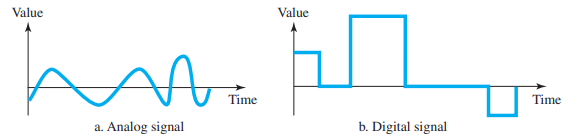 Value
Time
a. Analog signal
Value
Time
b. Digital signal